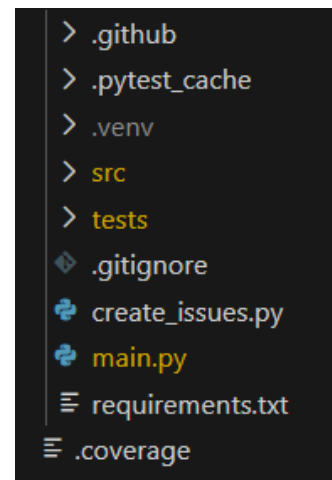 .github
.pytest_cache
.venv
src
tests
.gitignore
create_issues.py
main.py
requirements.txt
.coverage